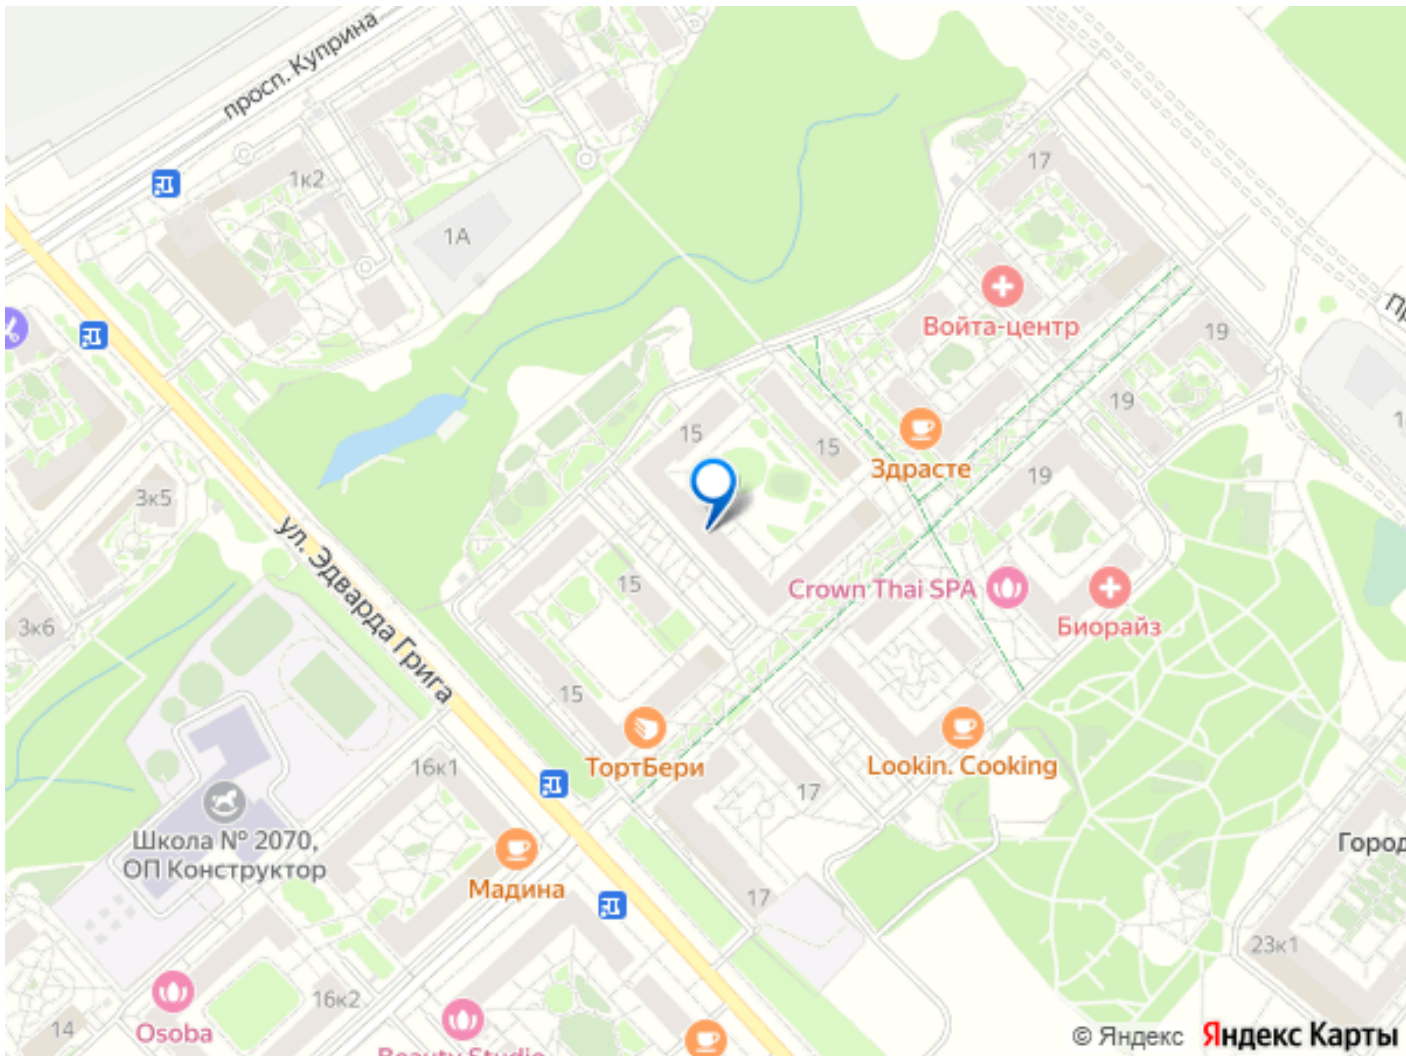 просп. Куприна
1к2
1А
17
Войта-центр
19
19
15
15
Здрасте
19
3к5
ул. Эдварда Грига
15
Crown Thai SPA
Биорайз
3к6
15
ТортБери
16к1
Lookin. Cooking
17
Школа № 2070,
ОП Конструктор
Мадина
Город
17
23к1
16к2
14
Osoba
Beauty Studio
© Яндекс Яндекс Карты